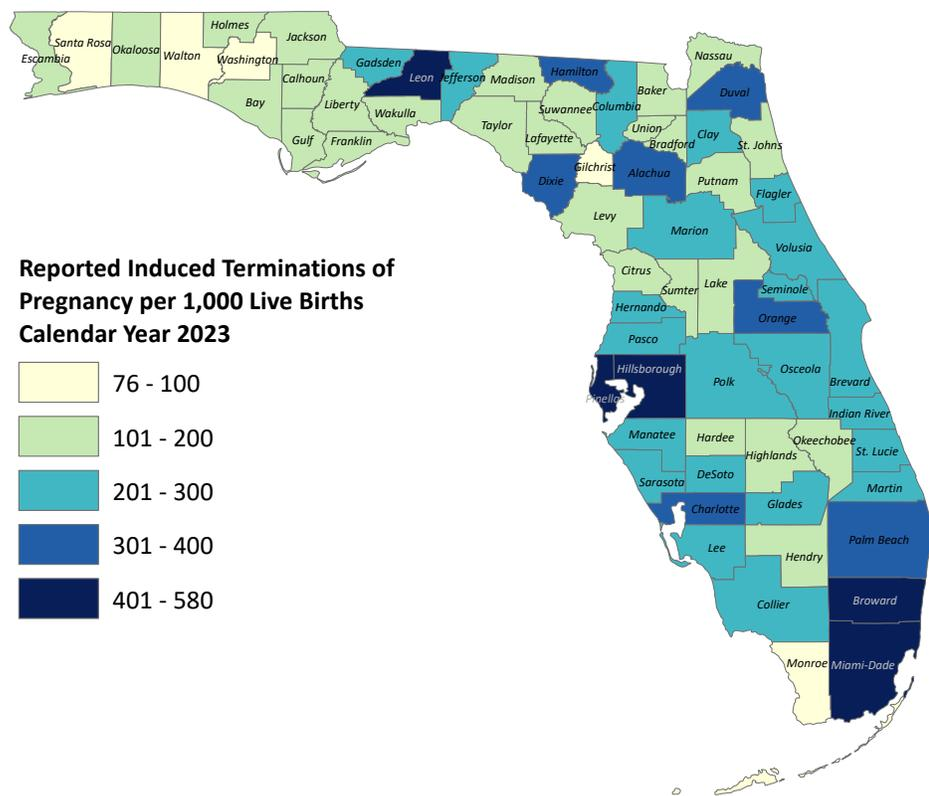 Holmes
Jackson
Santa Rosa
Okaloosa
Walton
Escambia
Washington
Gadsden
Leon
Jefferson
Madison
Hamilton
Nassau
Calhoun
Baker
Duval
Bay
Liberty
Wakulla
Suwannee
Columbia
Taylor
Union
Clay
Gulf
Franklin
Lafayette
Bradford
St. Johns
Gilchrist
Dixie
Alachua
Putnam
Flagler
Levy
Marion
Volusia
Reported Induced Terminations of
Pregnancy per 1,000 Live Births
Calendar Year 2023
76 - 100
101 - 200
201 - 300
301 - 400
401 - 580
Citrus
Sumter
Lake
Seminole
Hernando
Orange
Pasco
Hillsborough
Polk
Osceola
Brevard
Pinellas
Indian River
Manatee
Hardee
Okeechobee
Highlands
St. Lucie
Sarasota
DeSoto
Martin
Charlotte
Glades
Lee
Hendry
Palm Beach
Collier
Broward
Monroe
Miami-Dade